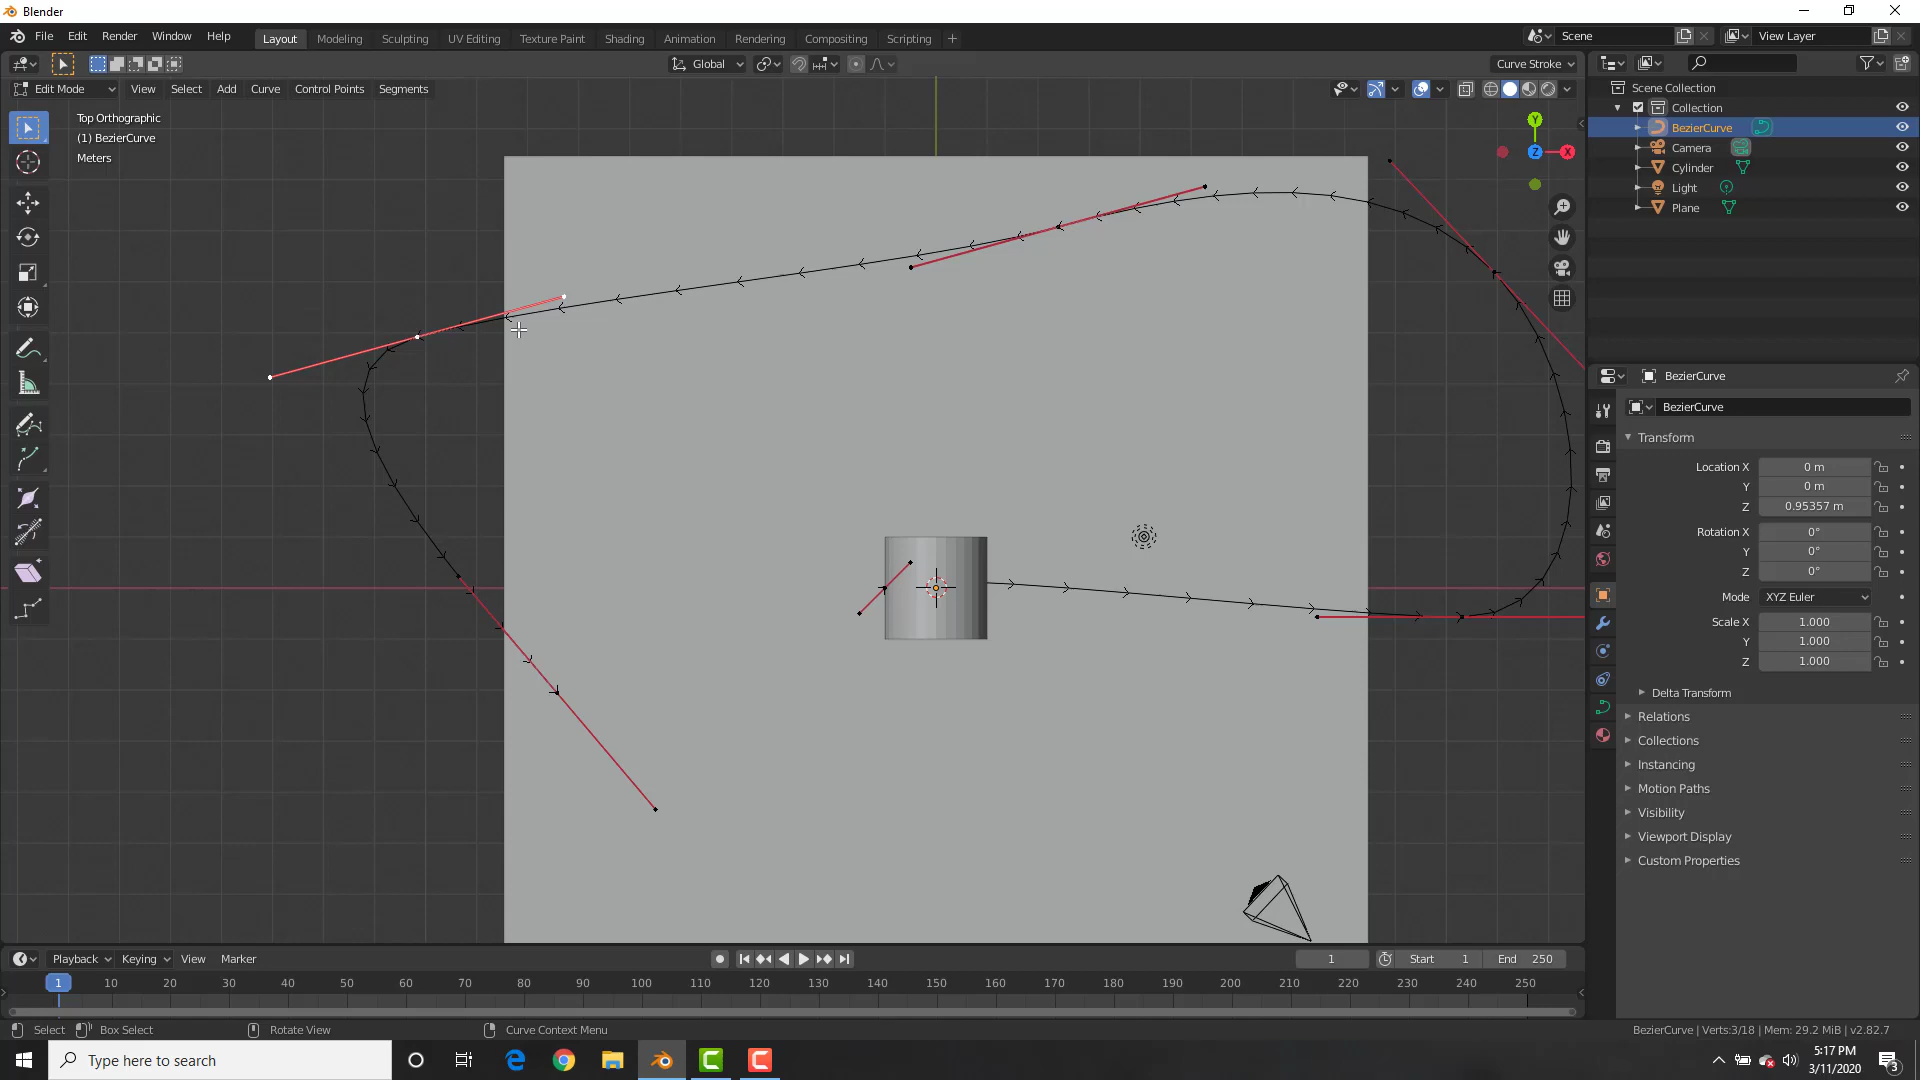 Blender
File Edit Render Window Help
Layout Modeling Sculpting UV Editing Texture Paint Shading Animation Rendering Compositing Scripting +
Scene
View Layer
Global
Curve Stroke
Edit Mode View Select Add Curve Control Points Segments
Top Orthographic
(1) BezierCurve
Meters
Y
Z
X
Scene Collection
Collection
BezierCurve
Camera
Cylinder
Light
Plane
BezierCurve
BezierCurve
Transform
Location X 0 m
Y 0 m
Z 0.95357 m
Rotation X 0°
Y 0°
Z 0°
Mode XYZ Euler
Scale X 1.000
Y 1.000
Z 1.000
Delta Transform
Relations
Collections
Instancing
Motion Paths
Visibility
Viewport Display
Custom Properties
Playback Keying View Marker
1 Start 1 End 250
1 10 20 30 40 50 60 70 80 90 100 110 120 130 140 150 160 170 180 190 200 210 220 230 240 250
Select Box Select Rotate View Curve Context Menu
BezierCurve | Verts:3/18 | Mem: 29.2 MiB | v2.82.7
Type here to search
5:17 PM
3/11/2020
3